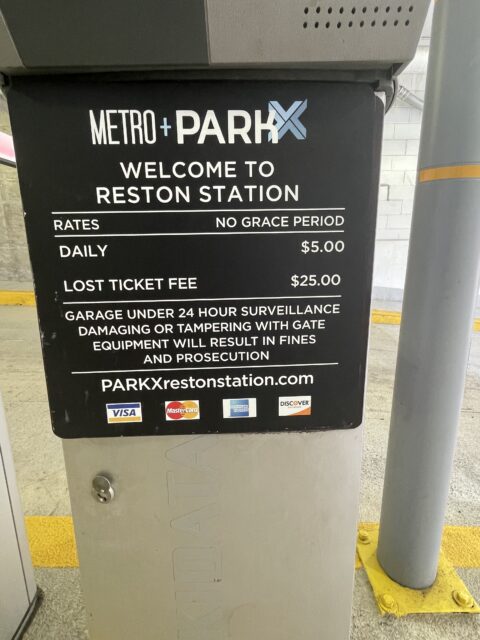 METRO + PARKX
WELCOME TO
RESTON STATION
RATES NO GRACE PERIOD
DAILY $5.00
LOST TICKET FEE $25.00
GARAGE UNDER 24 HOUR SURVEILLANCE
DAMAGING OR TAMPERING WITH GATE
EQUIPMENT WILL RESULT IN FINES
AND PROSECUTION
PARKXrestonstation.com
VISA MasterCard AMERICAN EXPRESS DISCOVER